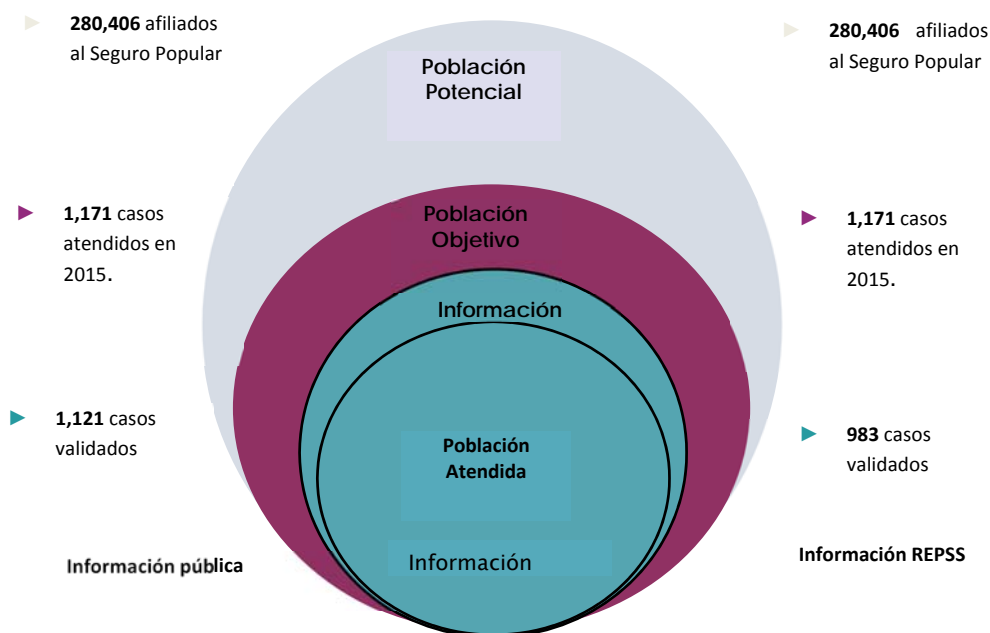 280,406 afiliados
al Seguro Popular
1,171 casos
atendidos en
2015.
1,121 casos
validados
Información pública
Población
Potencial
Población
Objetivo
Información
Población
Atendida
Información
280,406 afiliados
al Seguro Popular
1,171 casos
atendidos en
2015.
983 casos
validados
Información REPSS